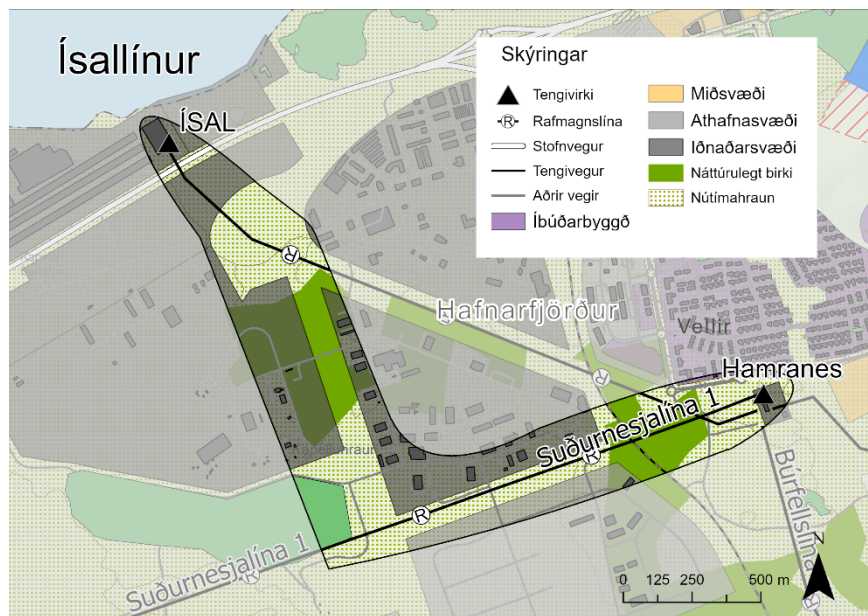 Ísallínur
Skýringar
Tengivirki
R Rafmagnslína
Stofnvegur
Tengivegur
Aðrir vegir
Íbúðarbyggð
Miðsvæði
Athafnasvæði
Iðnaðarsvæði
Náttúrulegt birki
Nútímahraun
ÍSAL
R
Hafnarfjörður
Vellir
Hamranes
R
R
Suðurnesjalína 1
R
R
Suðurnesjalína 1
R
Búrfellslína
R
N
0 125 250 500 m